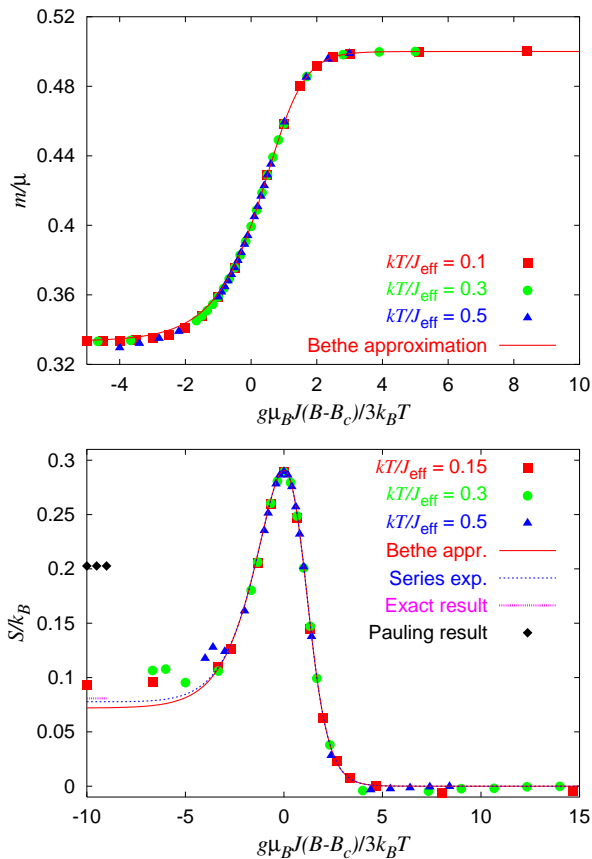 0.52
0.48
0.44
0.4
0.36
0.32
m/μ
kT/J_eff = 0.1
kT/J_eff = 0.3
kT/J_eff = 0.5
Bethe approximation
-4 -2 0 2 4 6 8 10
gμ_B J(B-B_c)/3k_B T
0.3
0.25
0.2
0.15
0.1
0.05
0
S/k_B
kT/J_eff = 0.15
kT/J_eff = 0.3
kT/J_eff = 0.5
Bethe appr.
Series exp.
Exact result
Pauling result
-10 -5 0 5 10 15
gμ_B J(B-B_c)/3k_B T